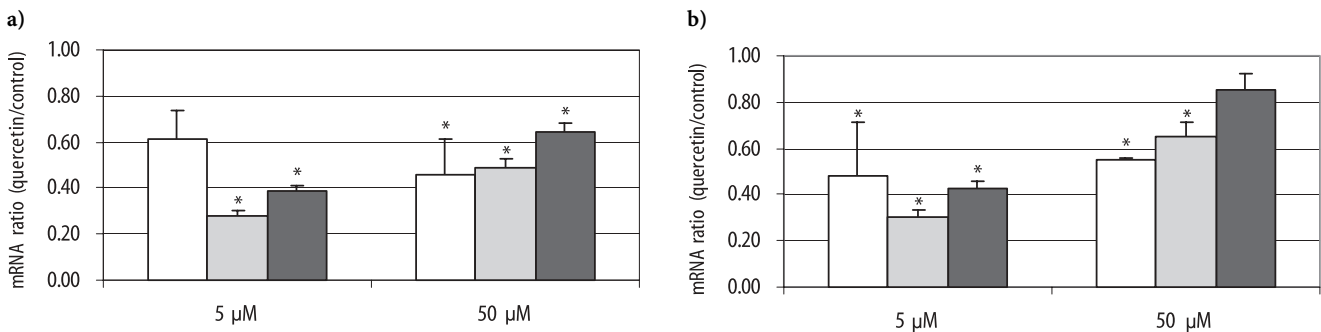 a)
mRNA ratio (quercetin/control)
1.00
0.80
0.60
0.40
0.20
0.00
*
*
*
*
*
5 μM
50 μM
b)
mRNA ratio (quercetin/control)
1.00
0.80
0.60
0.40
0.20
0.00
*
*
*
*
*
5 μM
50 μM